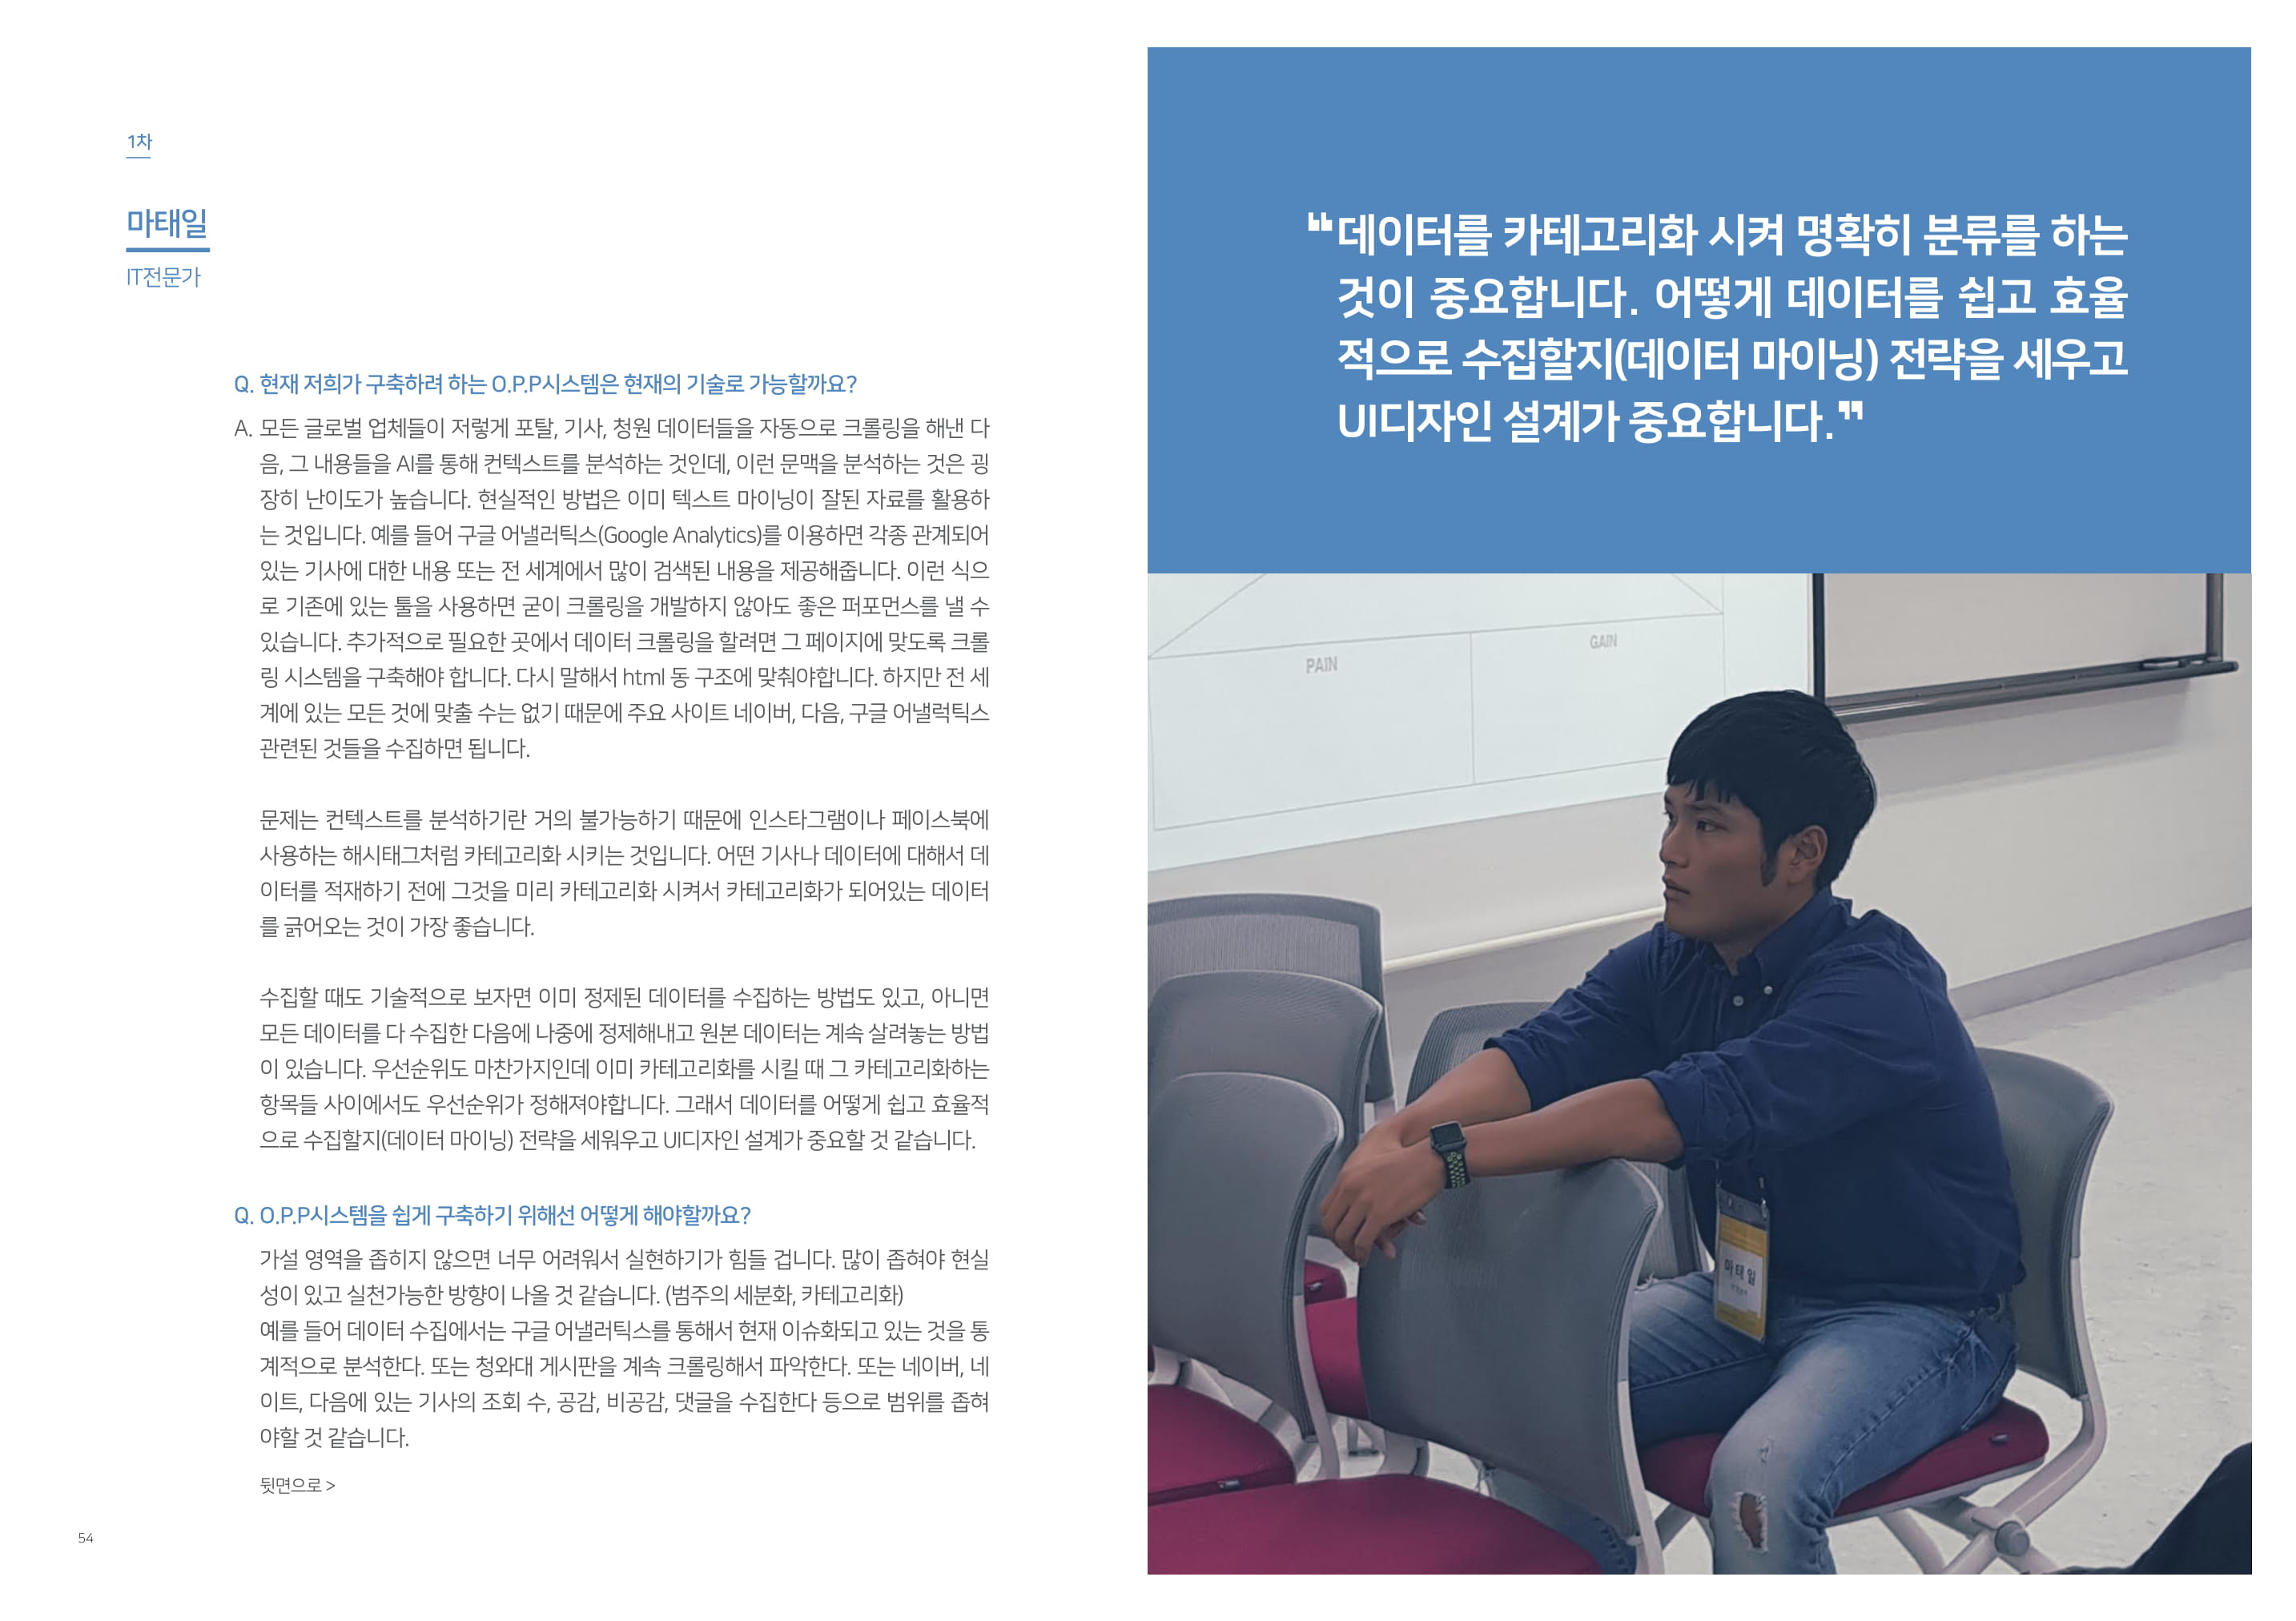 1차
마태일
IT전문가
Q. 현재 저희가 구축하려 하는 O.P.P시스템은 현재의 기술로 가능할까요?
A. 모든 글로벌 업체들이 저렇게 포탈, 기사, 청원 데이터들을 자동으로 크롤링을 해낸 다
음, 그 내용들을 AI를 통해 컨텍스트를 분석하는 것인데, 이런 문맥을 분석하는 것은 굉
장히 난이도가 높습니다. 현실적인 방법은 이미 텍스트 마이닝이 잘된 자료를 활용하
는 것입니다. 예를 들어 구글 어낼러틱스(Google Analytics)를 이용하면 각종 관계되어
있는 기사에 대한 내용 또는 전 세계에서 많이 검색된 내용을 제공해줍니다. 이런 식으
로 기존에 있는 툴을 사용하면 굳이 크롤링을 개발하지 않아도 좋은 퍼포먼스를 낼 수
있습니다. 추가적으로 필요한 곳에서 데이터 크롤링을 할려면 그 페이지에 맞도록 크롤
링 시스템을 구축해야 합니다. 다시 말해서 html 동 구조에 맞춰야합니다. 하지만 전 세
계에 있는 모든 것에 맞출 수는 없기 때문에 주요 사이트 네이버, 다음, 구글 어낼럭틱스
관련된 것들을 수집하면 됩니다.
문제는 컨텍스트를 분석하기란 거의 불가능하기 때문에 인스타그램이나 페이스북에
사용하는 해시태그처럼 카테고리화 시키는 것입니다. 어떤 기사나 데이터에 대해서 데
이터를 적재하기 전에 그것을 미리 카테고리화 시켜서 카테고리화가 되어있는 데이터
를 긁어오는 것이 가장 좋습니다.
수집할 때도 기술적으로 보자면 이미 정제된 데이터를 수집하는 방법도 있고, 아니면
모든 데이터를 다 수집한 다음에 나중에 정제해내고 원본 데이터는 계속 살려놓는 방법
이 있습니다. 우선순위도 마찬가지인데 이미 카테고리화를 시킬 때 그 카테고리화하는
항목들 사이에서도 우선순위가 정해져야합니다. 그래서 데이터를 어떻게 쉽고 효율적
으로 수집할지(데이터 마이닝) 전략을 세워우고 UI디자인 설계가 중요할 것 같습니다.
Q. O.P.P시스템을 쉽게 구축하기 위해선 어떻게 해야할까요?
가설 영역을 좁히지 않으면 너무 어려워서 실현하기가 힘들 겁니다. 많이 좁혀야 현실
성이 있고 실천가능한 방향이 나올 것 같습니다. (범주의 세분화, 카테고리화)
예를 들어 데이터 수집에서는 구글 어낼러틱스를 통해서 현재 이슈화되고 있는 것을 통
계적으로 분석한다. 또는 청와대 게시판을 계속 크롤링해서 파악한다. 또는 네이버, 네
이트, 다음에 있는 기사의 조회 수, 공감, 비공감, 댓글을 수집한다 등으로 범위를 좁혀
야할 것 같습니다.
뒷면으로 >
54
❝데이터를 카테고리화 시켜 명확히 분류를 하는
것이 중요합니다. 어떻게 데이터를 쉽고 효율
적으로 수집할지(데이터 마이닝) 전략을 세우고
UI디자인 설계가 중요합니다.❞
PAIN
GAIN
마태일